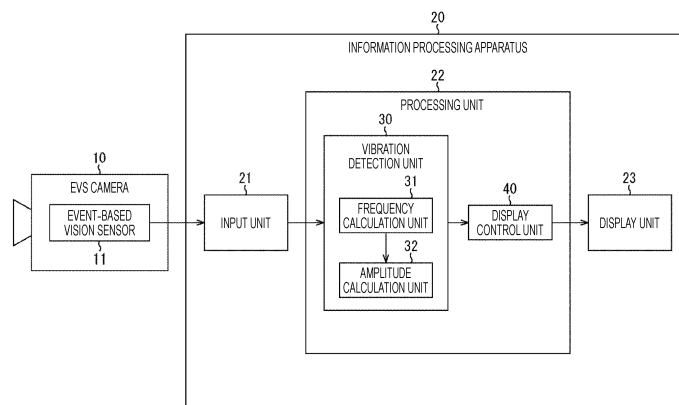 20
INFORMATION PROCESSING APPARATUS
22
PROCESSING UNIT
30
VIBRATION
DETECTION UNIT
10
EVS CAMERA
EVENT-BASED
VISION SENSOR
11
21
INPUT UNIT
31
FREQUENCY
CALCULATION UNIT
32
AMPLITUDE
CALCULATION UNIT
40
DISPLAY
CONTROL UNIT
23
DISPLAY UNIT